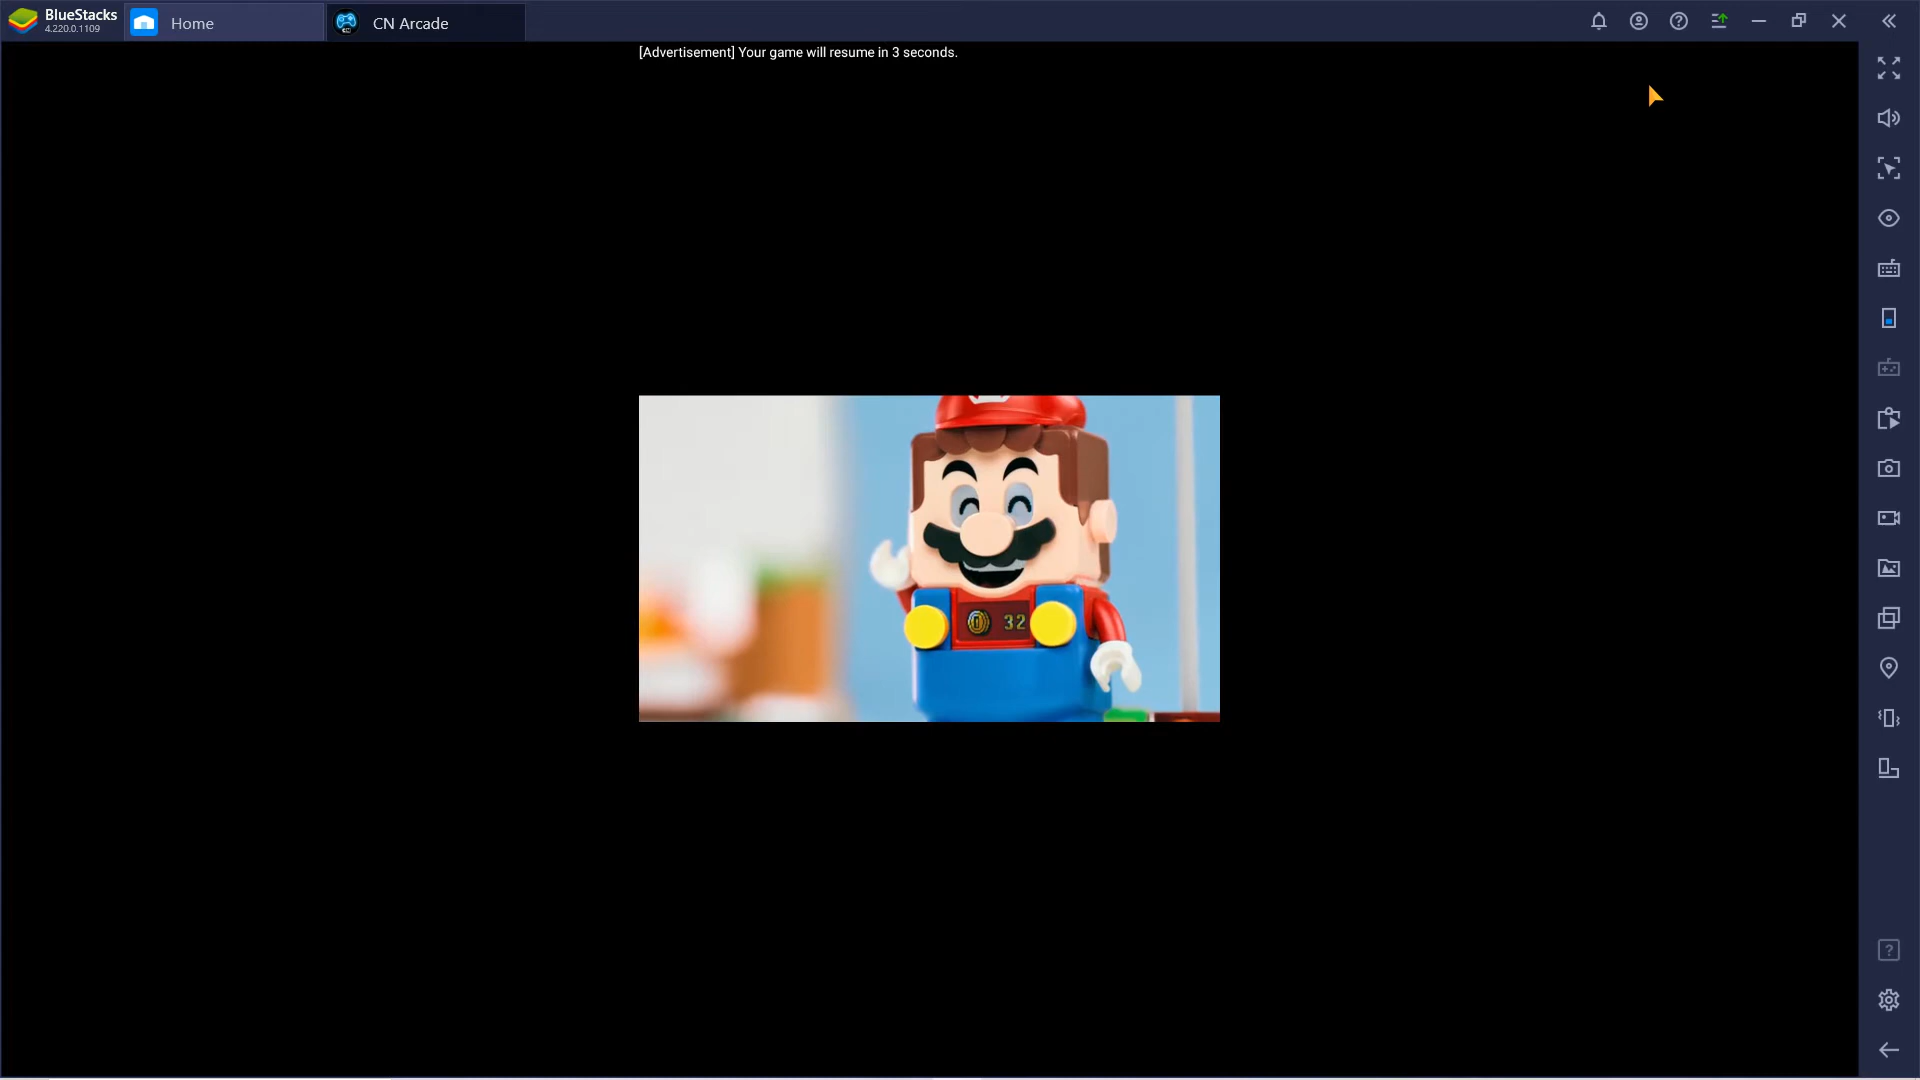 BlueStacks
4.220.0.1109
Home
CN Arcade
[Advertisement] Your game will resume in 3 seconds.
32